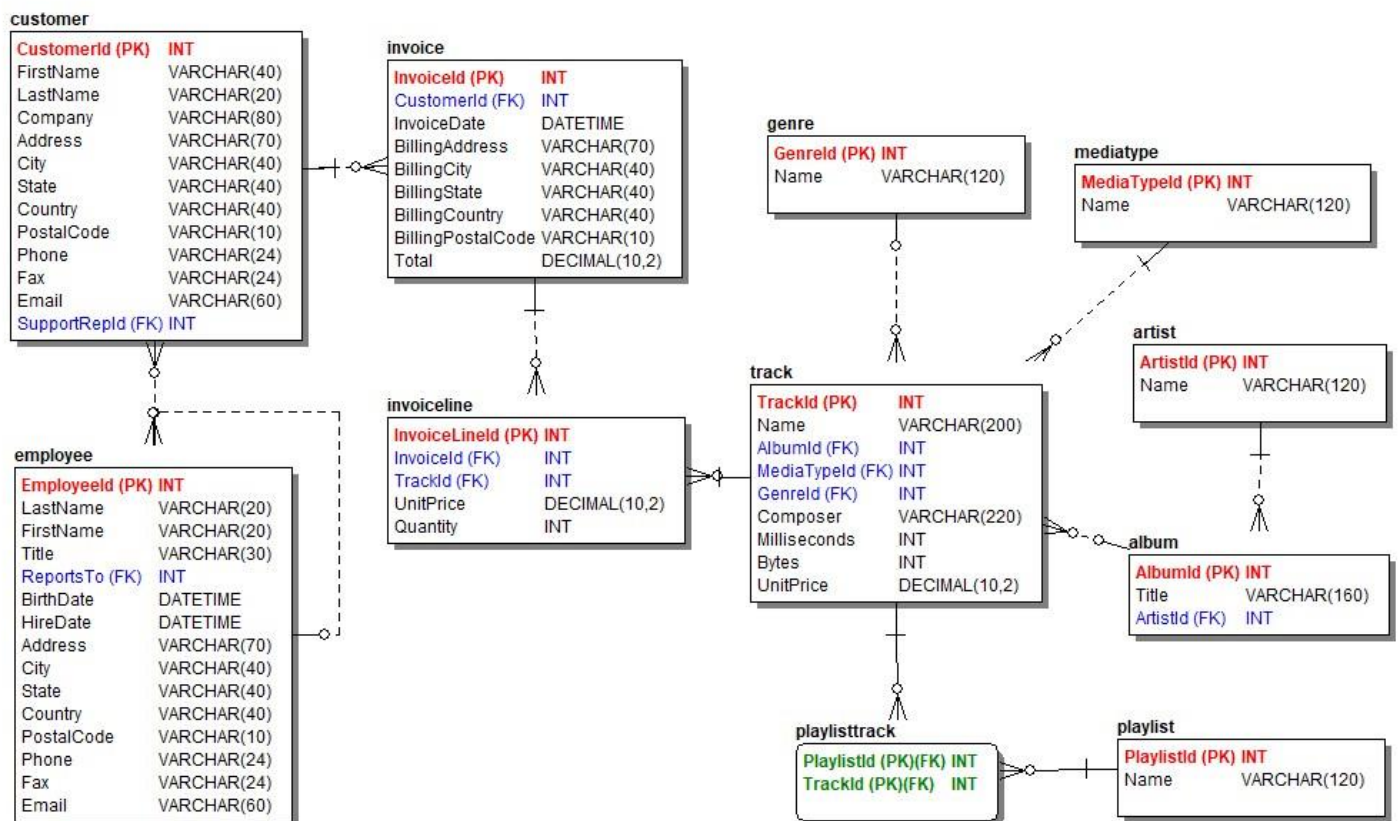 customer
CustomerId (PK) INT
FirstName VARCHAR(40)
LastName VARCHAR(20)
Company VARCHAR(80)
Address VARCHAR(70)
City VARCHAR(40)
State VARCHAR(40)
Country VARCHAR(40)
PostalCode VARCHAR(10)
Phone VARCHAR(24)
Fax VARCHAR(24)
Email VARCHAR(60)
SupportRepId (FK) INT
invoice
InvoiceId (PK) INT
CustomerId (FK) INT
InvoiceDate DATETIME
BillingAddress VARCHAR(70)
BillingCity VARCHAR(40)
BillingState VARCHAR(40)
BillingCountry VARCHAR(40)
BillingPostalCode VARCHAR(10)
Total DECIMAL(10,2)
genre
GenreId (PK) INT
Name VARCHAR(120)
mediatype
MediaTypeId (PK) INT
Name VARCHAR(120)
artist
ArtistId (PK) INT
Name VARCHAR(120)
employee
EmployeeId (PK) INT
LastName VARCHAR(20)
FirstName VARCHAR(20)
Title VARCHAR(30)
ReportsTo (FK) INT
BirthDate DATETIME
HireDate DATETIME
Address VARCHAR(70)
City VARCHAR(40)
State VARCHAR(40)
Country VARCHAR(40)
PostalCode VARCHAR(10)
Phone VARCHAR(24)
Fax VARCHAR(24)
Email VARCHAR(60)
invoiceline
InvoiceLineId (PK) INT
InvoiceId (FK) INT
TrackId (FK) INT
UnitPrice DECIMAL(10,2)
Quantity INT
track
TrackId (PK) INT
Name VARCHAR(200)
AlbumId (FK) INT
MediaTypeId (FK) INT
GenreId (FK) INT
Composer VARCHAR(220)
Milliseconds INT
Bytes INT
UnitPrice DECIMAL(10,2)
album
AlbumId (PK) INT
Title VARCHAR(160)
ArtistId (FK) INT
playlisttrack
PlaylistId (PK)(FK) INT
TrackId (PK)(FK) INT
playlist
PlaylistId (PK) INT
Name VARCHAR(120)